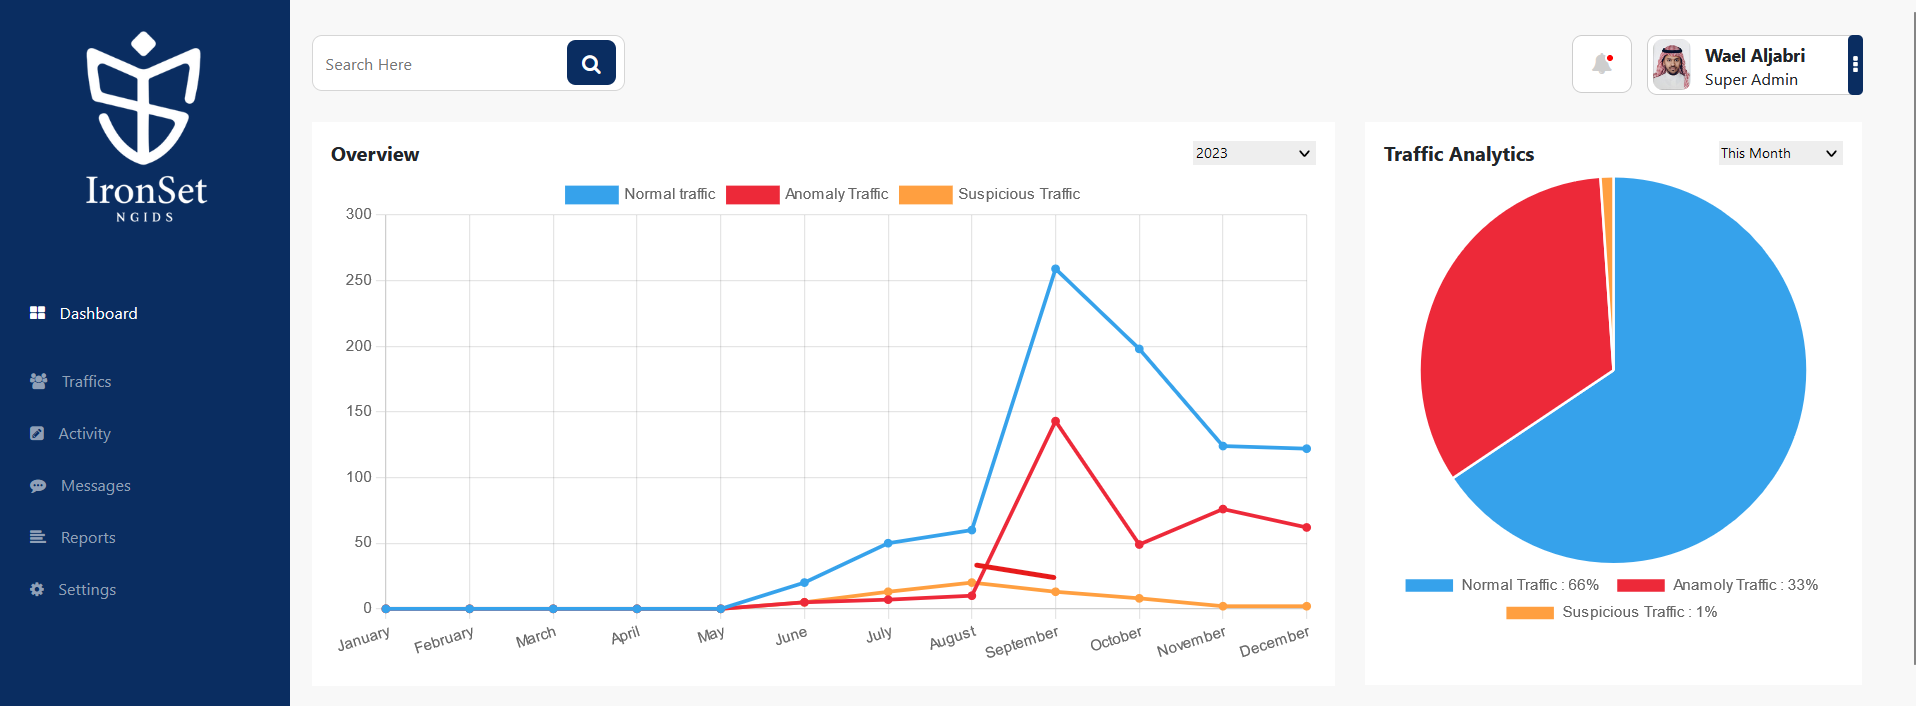 IronSet
NGIDS
Dashboard
Traffics
Activity
Messages
Reports
Settings
Search Here
Wael Aljabri
Super Admin
Overview
2023
Normal traffic
Anomaly Traffic
Suspicious Traffic
300
250
200
150
100
50
0
January
February
March
April
May
June
July
August
September
October
November
December
Traffic Analytics
This Month
Normal Traffic : 66%
Anamoly Traffic : 33%
Suspicious Traffic : 1%